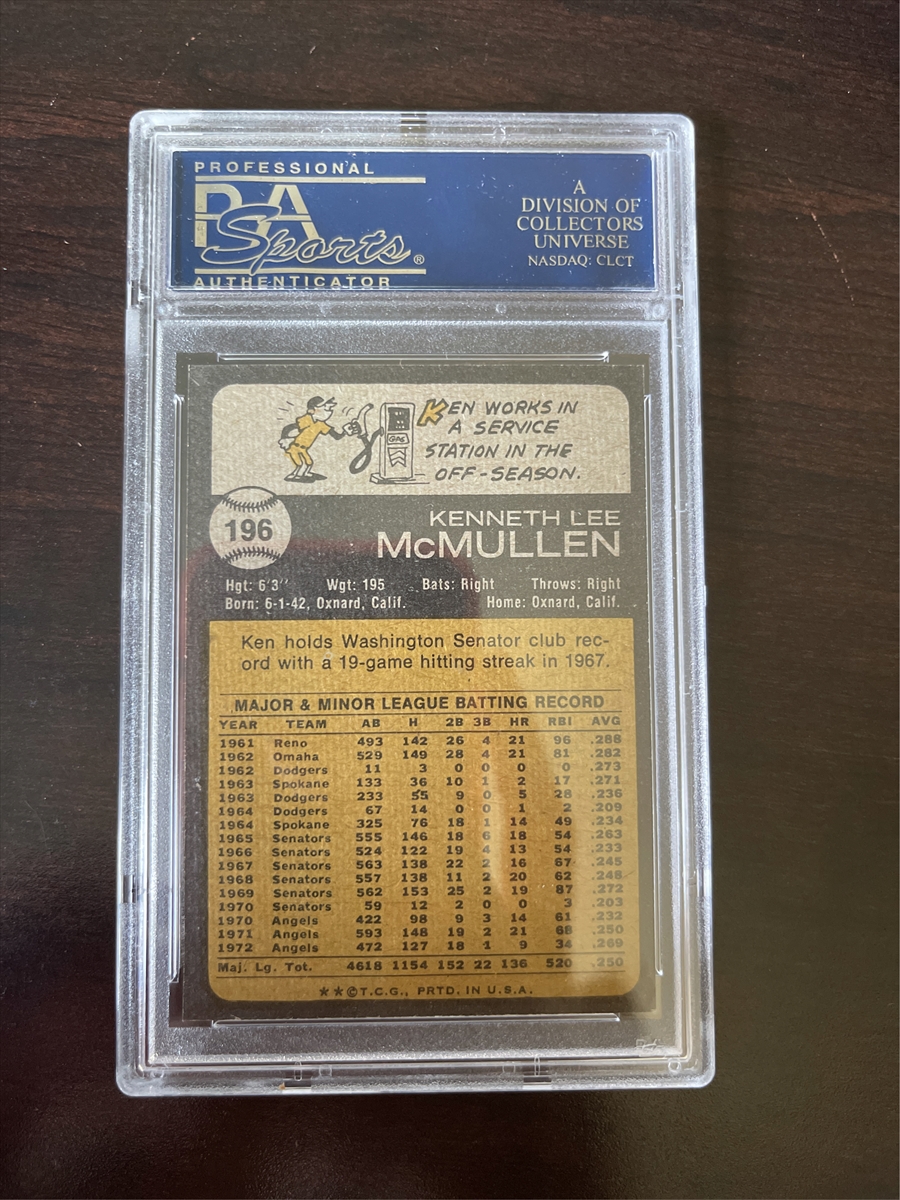 PROFESSIONAL
PSA
Sports®
AUTHENTICATOR
A
DIVISION OF
COLLECTORS
UNIVERSE
NASDAQ: CLCT
KEN WORKS IN
A SERVICE
STATION IN THE
OFF-SEASON.
GAS
196
KENNETH LEE
McMULLEN
Hgt: 6'3" Wgt: 195 Bats: Right Throws: Right
Born: 6-1-42, Oxnard, Calif. Home: Oxnard, Calif.
Ken holds Washington Senator club rec-
ord with a 19-game hitting streak in 1967.
MAJOR & MINOR LEAGUE BATTING RECORD
YEAR TEAM AB H 2B 3B HR RBI AVG
1961 Reno 493 142 26 4 21 96 .288
1962 Omaha 529 149 28 4 21 81 .282
1962 Dodgers 11 3 0 0 0 0 .273
1963 Spokane 133 36 10 1 2 17 .271
1963 Dodgers 233 55 9 0 5 28 .236
1964 Dodgers 67 14 0 0 1 2 .209
1964 Spokane 325 76 18 1 14 49 .234
1965 Senators 555 146 18 6 18 54 .263
1966 Senators 524 122 19 4 13 54 .233
1967 Senators 563 138 22 2 16 67 .245
1968 Senators 557 138 11 2 20 62 .248
1969 Senators 562 153 25 2 19 87 .272
1970 Senators 59 12 2 0 0 3 .203
1970 Angels 422 98 9 3 14 61 .232
1971 Angels 593 148 19 2 21 68 .250
1972 Angels 472 127 18 1 9 34 .269
Maj. Lg. Tot. 4618 1154 152 22 136 520 .250
★★©T.C.G., PRTD. IN U.S.A.